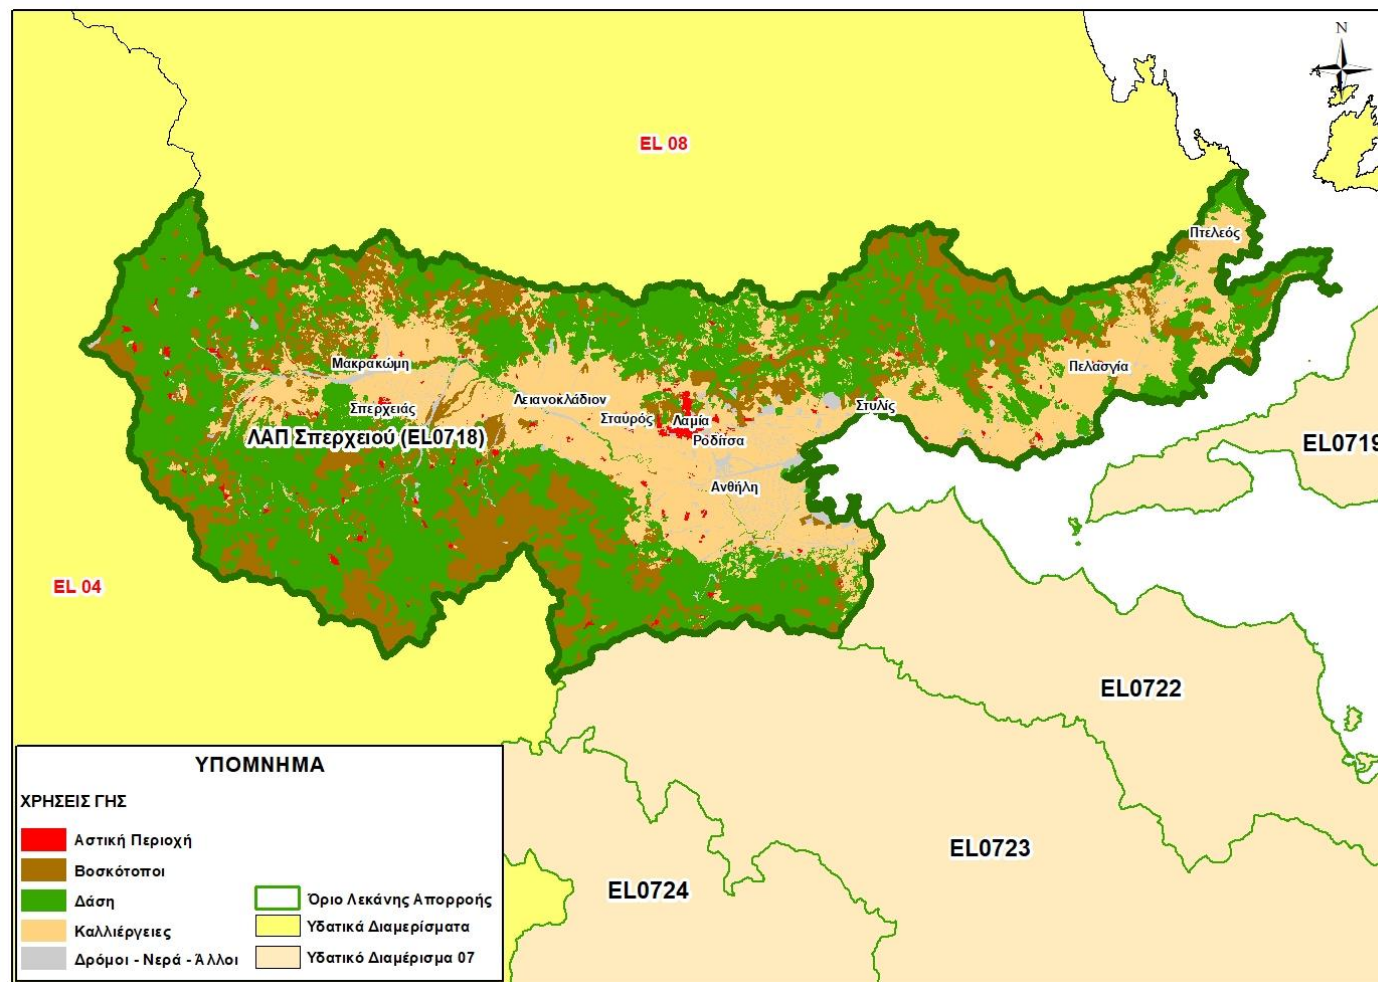 N
EL 08
Πτελεός
Μακρακώμη
Πελασγία
Σπερχειάς
Λειανοκλάδιον
Στυλίς
Σταυρός
Λαμία
ΛΑΠ Σπερχειού (EL0718)
Ροδίτσα
EL0719
Ανθήλη
EL 04
EL0722
EL0723
EL0724
ΥΠΟΜΝΗΜΑ
ΧΡΗΣΕΙΣ ΓΗΣ
Αστική Περιοχή
Βοσκότοποι
Δάση
Καλλιέργειες
Δρόμοι - Νερά - Άλλοι
Όριο Λεκάνης Απορροής
Υδατικά Διαμερίσματα
Υδατικό Διαμέρισμα 07